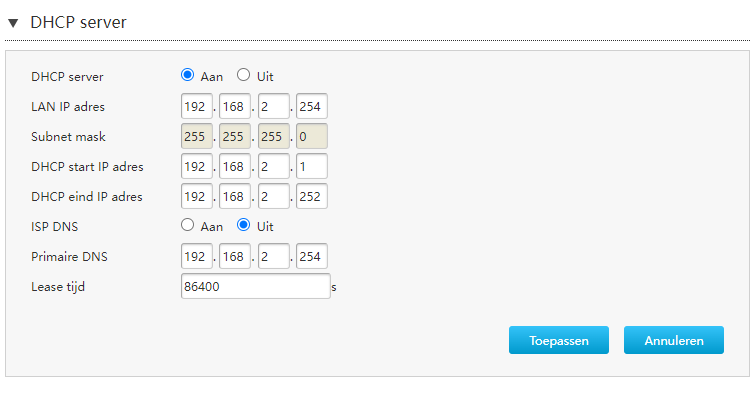 DHCP server
DHCP server Aan Uit
LAN IP adres 192 . 168 . 2 . 254
Subnet mask 255 . 255 . 255 . 0
DHCP start IP adres 192 . 168 . 2 . 1
DHCP eind IP adres 192 . 168 . 2 . 252
ISP DNS Aan Uit
Primaire DNS 192 . 168 . 2 . 254
Lease tijd 86400 s
Toepassen Annuleren